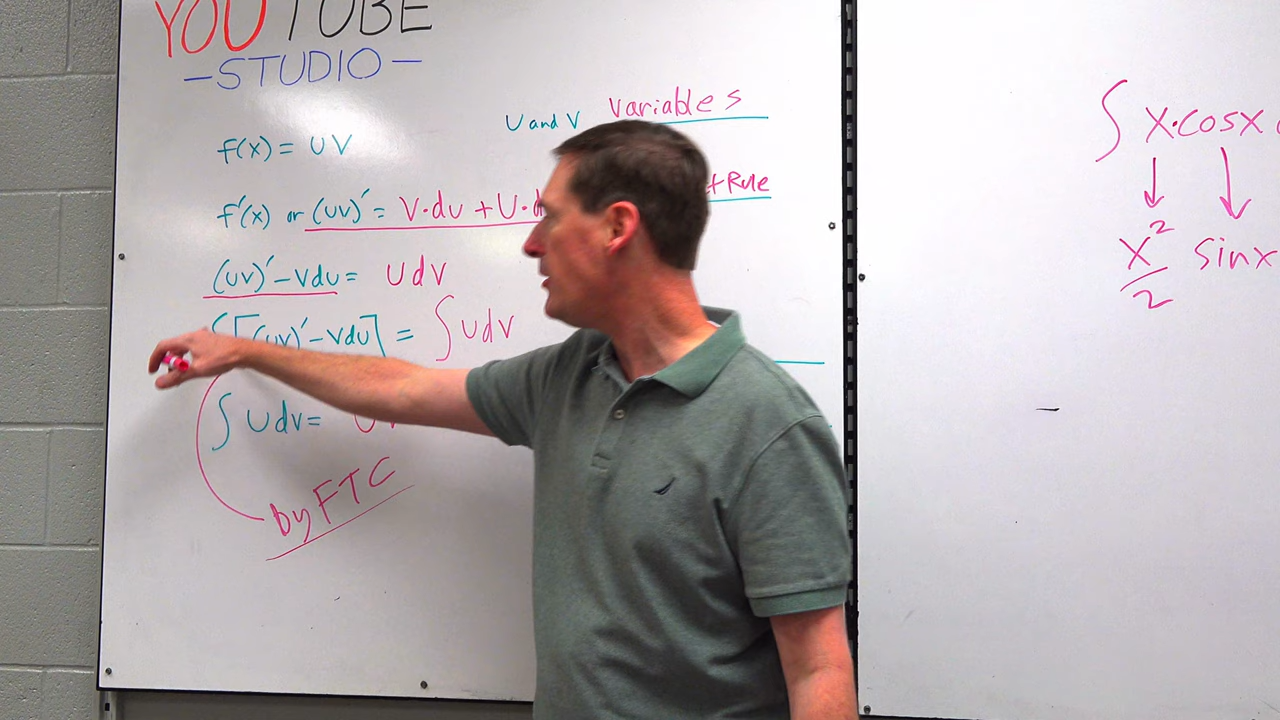 YOUTUBE
-STUDIO-
U and V variables
f(x) = UV
f'(x) or (UV)' = V·du + U·d
t Rule
(UV)' - Vdu = Udv
∫[(UV)' - Vdu] = ∫Udv
∫Udv =
by FTC
∫ X·cosx
X²/2 sinx